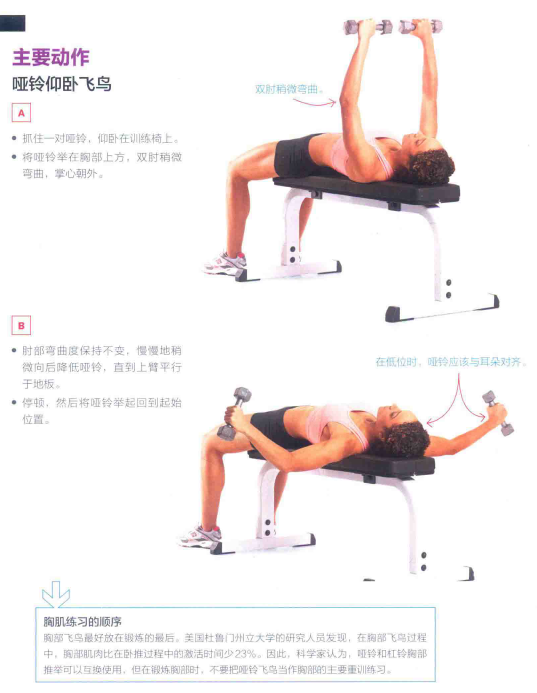 主要动作
哑铃仰卧飞鸟
A
双肘稍微弯曲。
● 抓住一对哑铃，仰卧在训练椅上。
● 将哑铃举在胸部上方，双肘稍微
弯曲，掌心朝外。
B
● 肘部弯曲度保持不变，慢慢地稍
微向后降低哑铃，直到上臂平行
于地板。
● 停顿，然后将哑铃举起回到起始
位置。
在低位时，哑铃应该与耳朵对齐。
胸肌练习的顺序
胸部飞鸟最好放在锻炼的最后。美国杜鲁门州立大学的研究人员发现，在胸部飞鸟过程
中，胸部肌肉比在卧推过程中的激活时间少23%。因此，科学家认为，哑铃和杠铃胸部
推举可以互换使用，但在锻炼胸部时，不要把哑铃飞鸟当作胸部的主要重训练习。